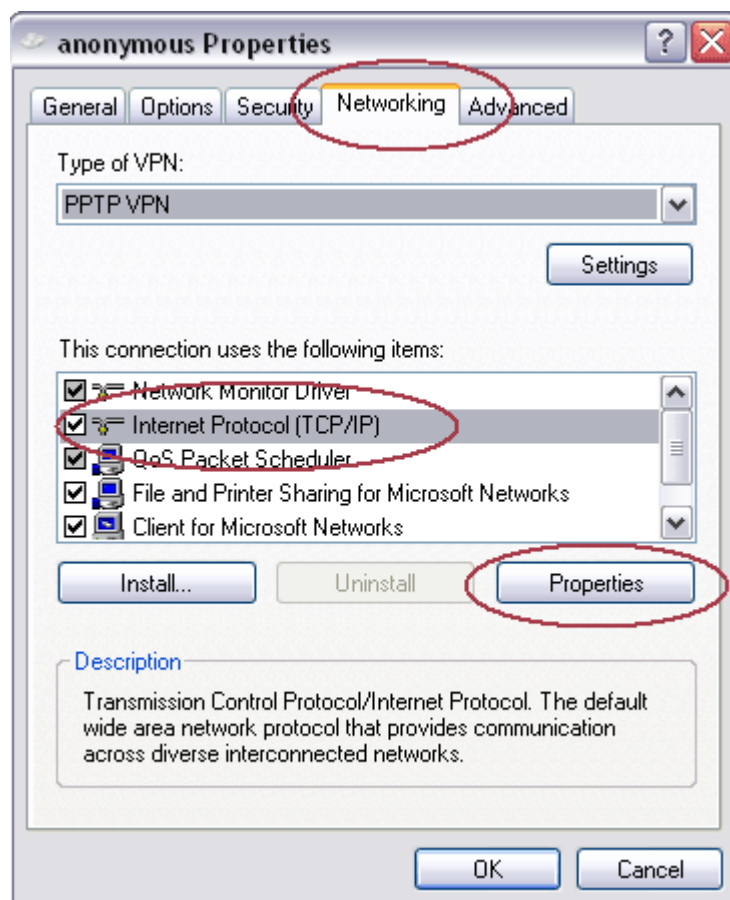 anonymous Properties
General Options Security Networking Advanced
Type of VPN:
PPTP VPN
Settings
This connection uses the following items:
Network Monitor Driver
Internet Protocol (TCP/IP)
QoS Packet Scheduler
File and Printer Sharing for Microsoft Networks
Client for Microsoft Networks
Install... Uninstall Properties
Description
Transmission Control Protocol/Internet Protocol. The default
wide area network protocol that provides communication
across diverse interconnected networks.
OK Cancel